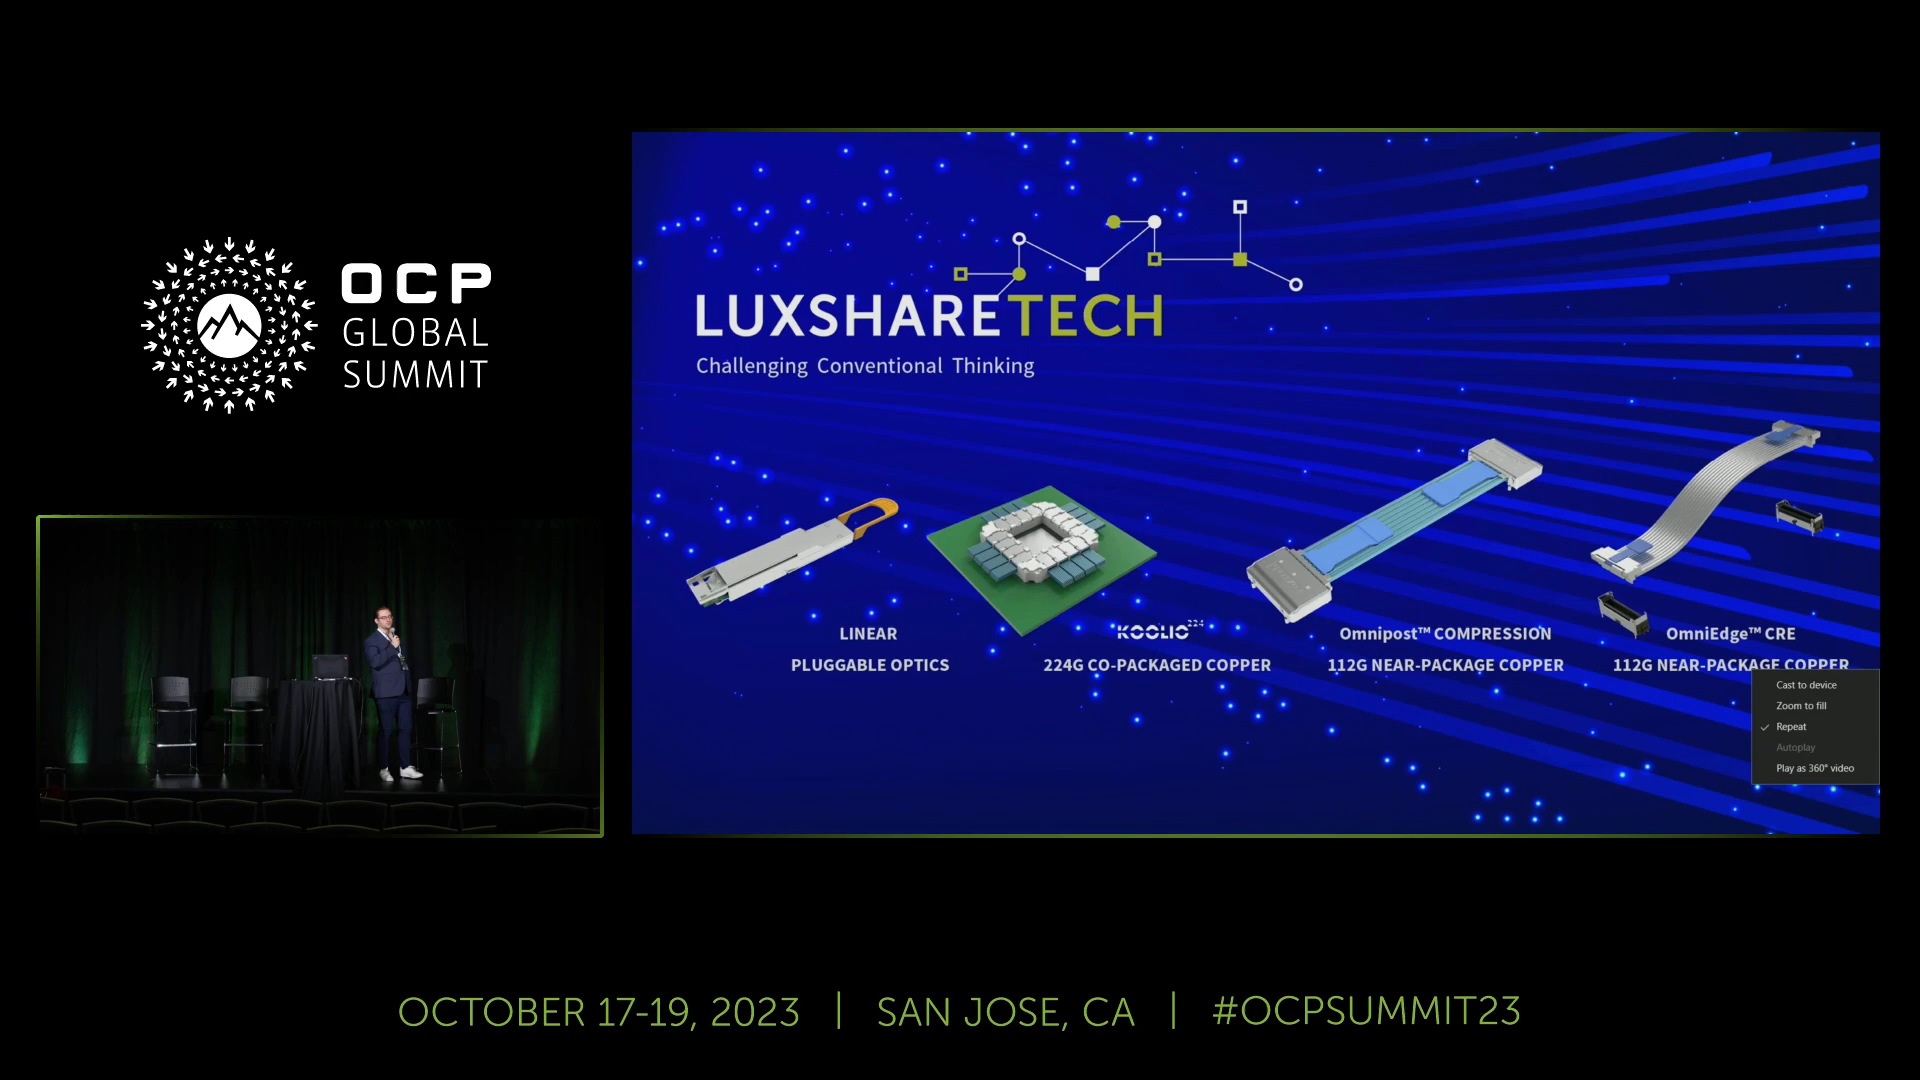 OCP
GLOBAL
SUMMIT
LUXSHARETECH
Challenging Conventional Thinking
LINEAR
PLUGGABLE OPTICS
KOOLIO²²⁴
224G CO-PACKAGED COPPER
Omnipost™ COMPRESSION
112G NEAR-PACKAGE COPPER
OmniEdge™ CRE
112G NEAR-PACKAGE COPPER
Cast to device
Zoom to fill
Repeat
Autoplay
Play as 360° video
OCTOBER 17-19, 2023 | SAN JOSE, CA | #OCPSUMMIT23